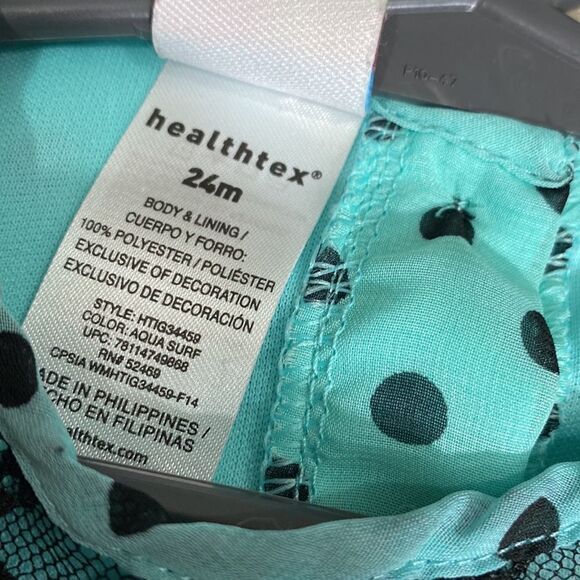 healthtex®
24m
BODY & LINING /
CUERPO Y FORRO:
100% POLYESTER / POLIÉSTER
EXCLUSIVE OF DECORATION
EXCLUSIVO DE DECORACIÓN
STYLE: HTIG34459
COLOR: AQUA SURF
UPC: 78114749868
RN# 52469
CPSIA WMHTIG34459-F14
ADE IN PHILIPPINES /
CHO EN FILIPINAS
lthtex.com